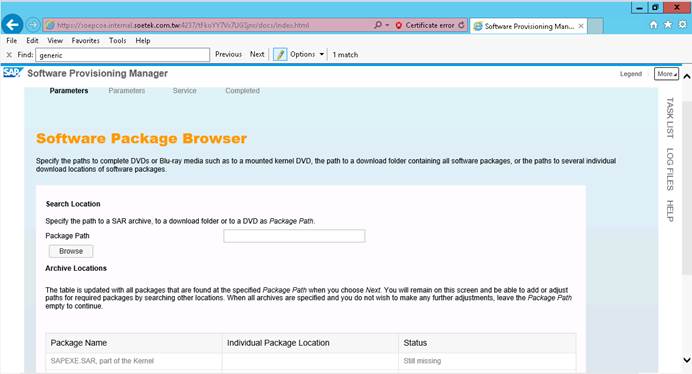 https://soepcoe.internal.soetek.com.tw:4237/
Certificate error
Software Provisioning Man...
File Edit View Favorites Tools Help
× Find: generic Previous Next Options 1 match
SAP Software Provisioning Manager Legend More
Parameters Parameters Service Completed
TASK LIST LOG FILES HELP
Software Package Browser
Specify the paths to complete DVDs or Blu-ray media such as to a mounted kernel DVD, the path to a download folder containing all software packages, or the paths to several individual
download locations of software packages.
Search Location
Specify the path to a SAR archive, to a download folder or to a DVD as Package Path.
Package Path
Browse
Archive Locations
The table is updated with all packages that are found at the specified Package Path when you choose Next. You will remain on this screen and be able to add or adjust
paths for required packages by searching other locations. When all archives are specified and you do not wish to make any further adjustments, leave the Package Path
empty to continue.
Package Name Individual Package Location Status
SAPEXE.SAR, part of the Kernel Still missing